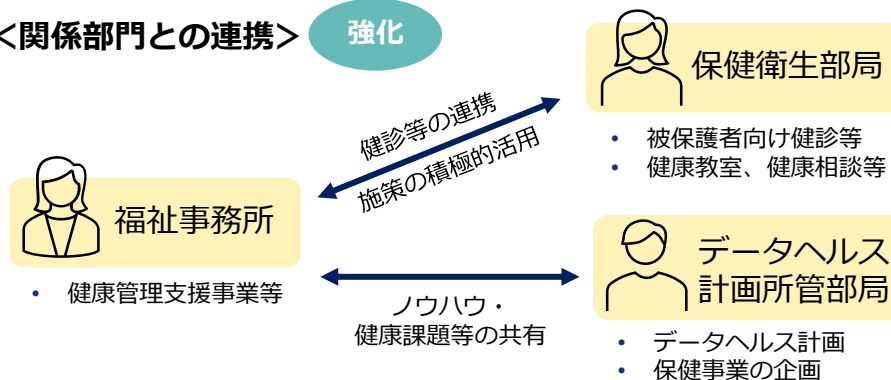 <関係部門との連携>
強化
保健衛生部局
• 被保護者向け健診等
• 健康教室、健康相談等
健診等の連携
施策の積極的活用
福祉事務所
• 健康管理支援事業等
ノウハウ・
健康課題等の共有
データヘルス
計画所管部局
• データヘルス計画
• 保健事業の企画